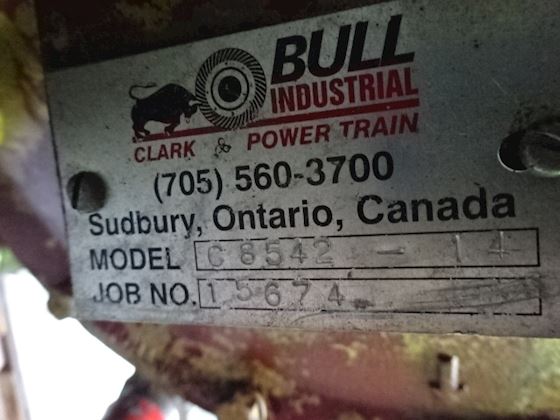 BULL
INDUSTRIAL
CLARK & POWER TRAIN
(705) 560-3700
Sudbury, Ontario, Canada
MODEL C8542 - 14
JOB NO. 15674